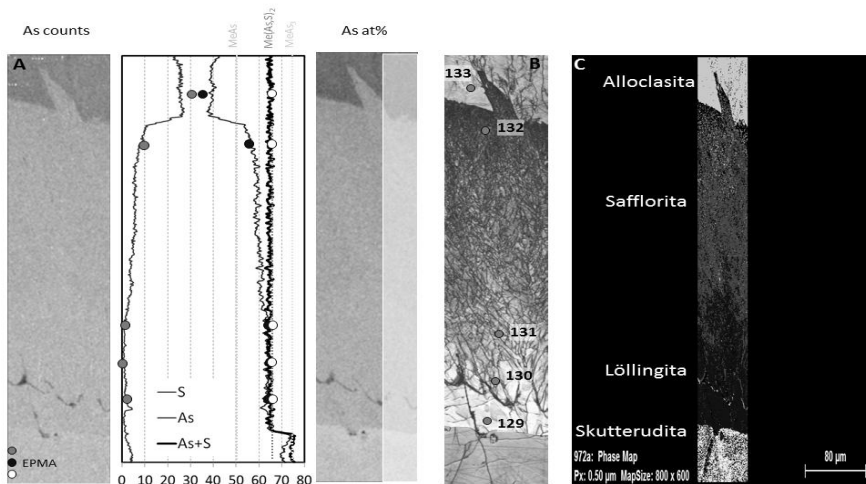 As counts
MeAs
Me(As,S)2
MeAs3
As at%
A
S
As
As+S
EPMA
0 10 20 30 40 50 60 70 80
B
133
132
131
130
129
C
Alloclasita
Safflorita
Löllingita
Skutterudita
972a: Phase Map
Px: 0.50 µm MapSize: 800 x 600
80 µm